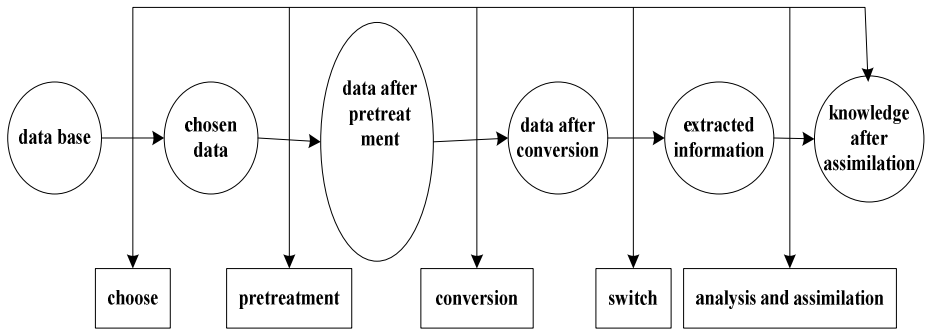 data base
chosen
data
data after
pretreat
ment
data after
conversion
extracted
information
knowledge
after
assimilation
choose
pretreatment
conversion
switch
analysis and assimilation